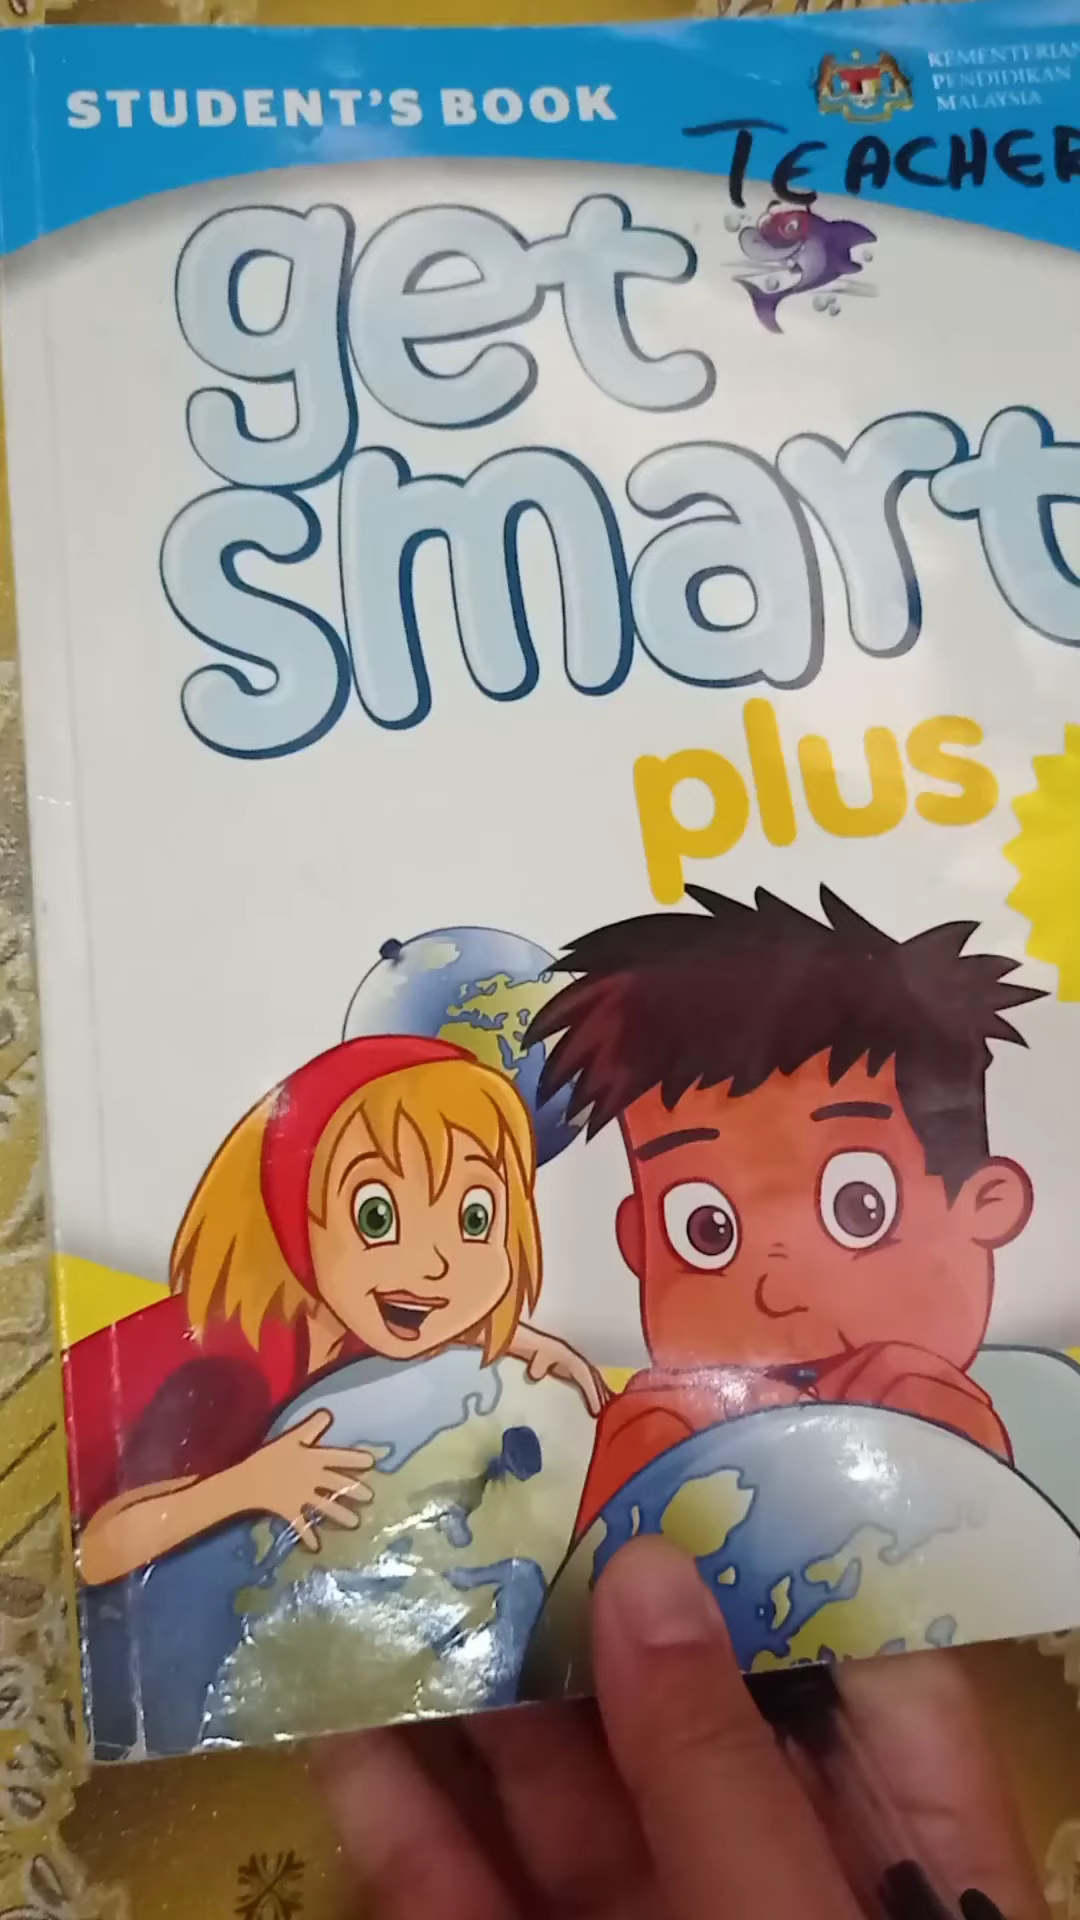 STUDENT'S BOOK
KEMENTERIAN
PENDIDIKAN
MALAYSIA
TEACHER
get
smart
plus